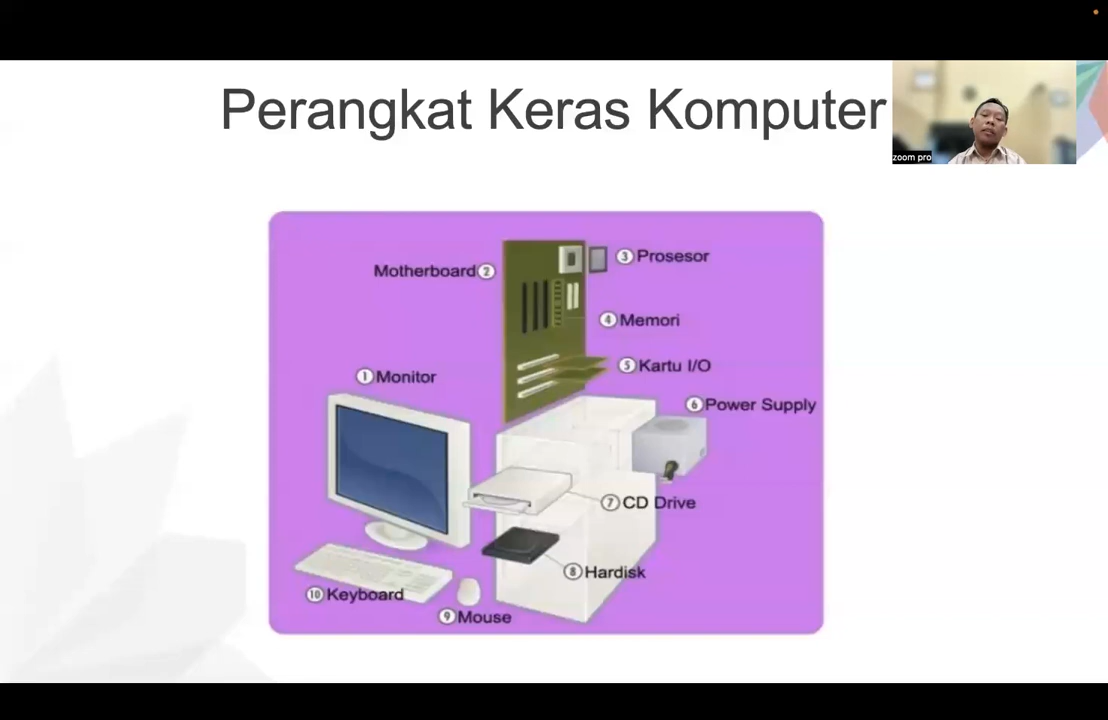 Perangkat Keras Komputer
zoom pro
Motherboard 2
3 Prosesor
4 Memori
5 Kartu I/O
1 Monitor
6 Power Supply
7 CD Drive
8 Hardisk
10 Keyboard
9 Mouse